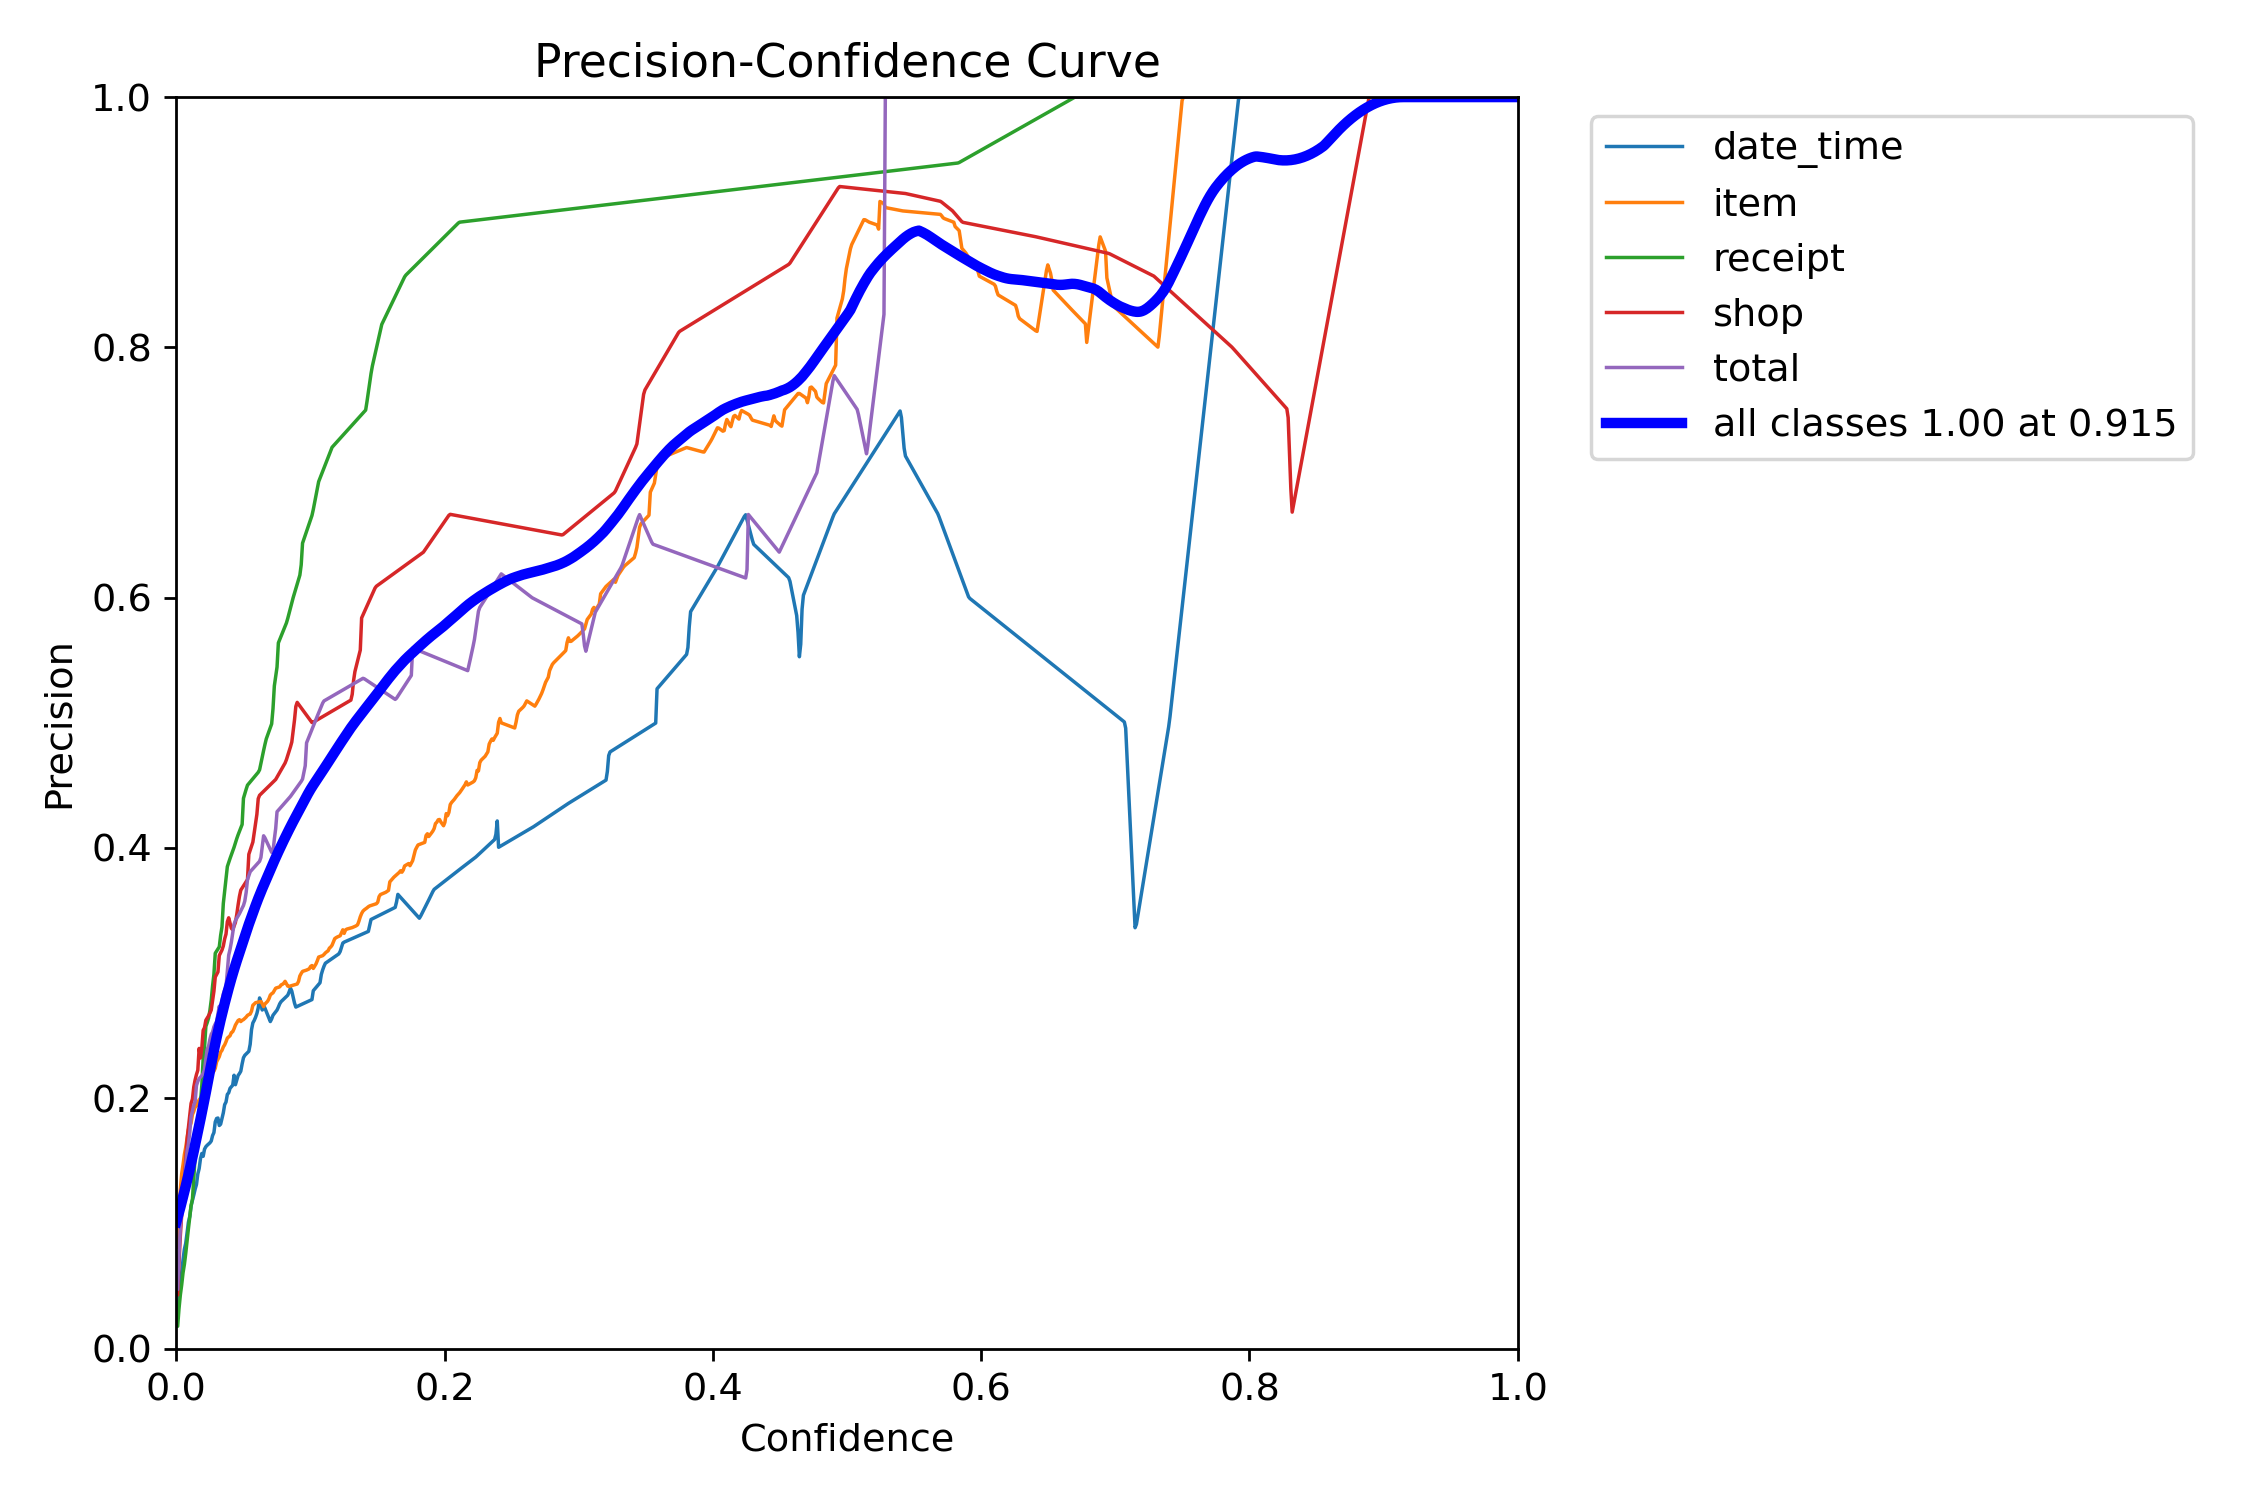 Precision-Confidence Curve
1.0
0.8
0.6
0.4
0.2
0.0
Precision
0.0 0.2 0.4 0.6 0.8 1.0
Confidence
date_time
item
receipt
shop
total
all classes 1.00 at 0.915